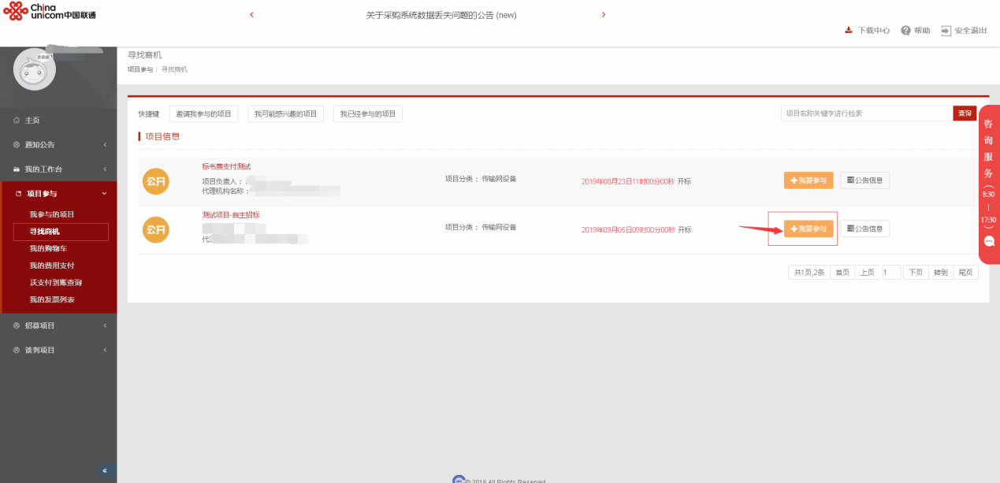 China
unicom中国联通
关于采购系统数据丢失问题的公告 (new)
下载中心 帮助 安全退出
寻找商机
项目参与 / 寻找商机
主页
通知公告
我的工作台
项目参与
我参与的项目
寻找商机
我的购物车
我的费用支付
沃支付到账查询
我的发票列表
招募项目
谈判项目
快捷键 邀请我参与的项目 我可能感兴趣的项目 我已经参与的项目
项目名称关键字进行检索 查询
项目信息
公开
标书费支付测试
项目负责人：
代理机构名称：
项目分类： 传输网设备
2019年08月23日11时00分00秒 开标
+我要参与 公告信息
公开
测试项目-自主招标
代
项目分类： 传输网设备
2019年09月05日09时00分00秒 开标
+我要参与 公告信息
共1页,2条 首页 上页 1 下页 转到 尾页
咨询服务
8:30
17:30
© 2016 All Rights Reserved